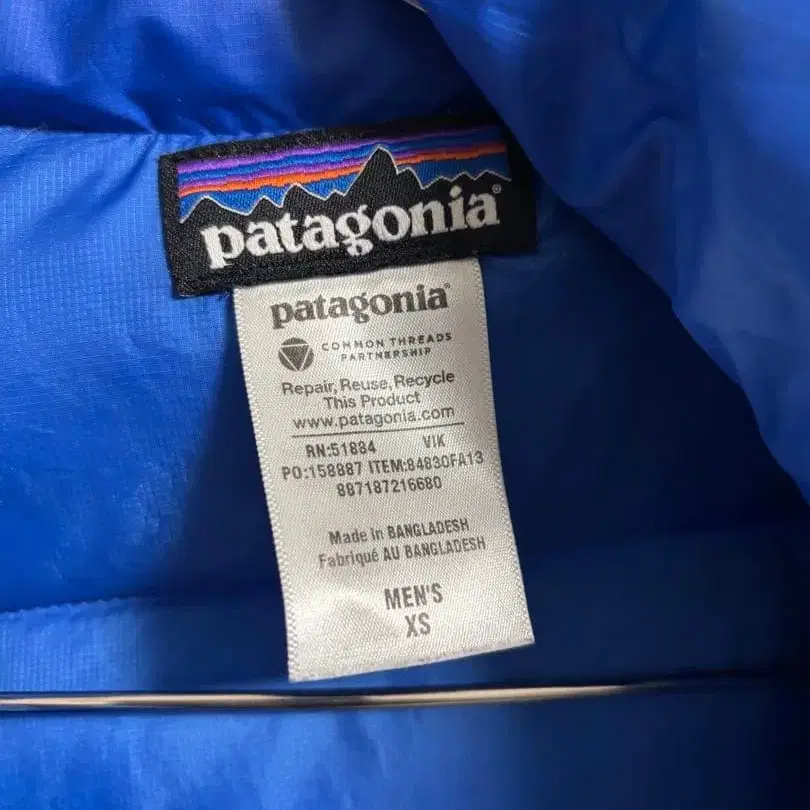 patagonia®
patagonia®
COMMON THREADS
PARTNERSHIP
Repair, Reuse, Recycle
This Product
www.patagonia.com
RN:51884 VIK
PO:158887 ITEM:84830FA13
887187216680
Made in BANGLADESH
Fabriqué AU BANGLADESH
MEN'S
XS